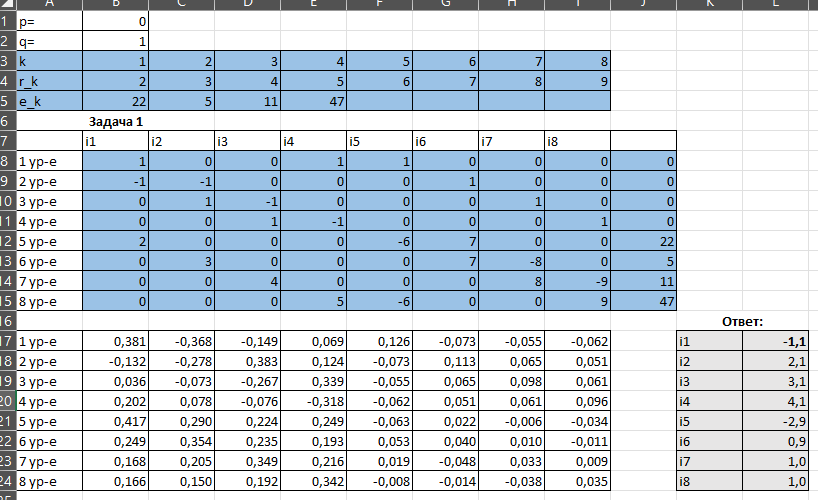 A B C D E F G H I J K L
1 p= 0
2 q= 1
3 k 1 2 3 4 5 6 7 8
4 r_k 2 3 4 5 6 7 8 9
5 e_k 22 5 11 47
6 Задача 1
7 i1 i2 i3 i4 i5 i6 i7 i8
8 1 ур-е 1 0 0 1 1 0 0 0 0
9 2 ур-е -1 -1 0 0 0 1 0 0 0
10 3 ур-е 0 1 -1 0 0 0 1 0 0
11 4 ур-е 0 0 1 -1 0 0 0 1 0
12 5 ур-е 2 0 0 0 -6 7 0 0 22
13 6 ур-е 0 3 0 0 0 7 -8 0 5
14 7 ур-е 0 0 4 0 0 0 8 -9 11
15 8 ур-е 0 0 0 5 -6 0 0 9 47
16 Ответ:
17 1 ур-е 0,381 -0,368 -0,149 0,069 0,126 -0,073 -0,055 -0,062 i1 -1,1
18 2 ур-е -0,132 -0,278 0,383 0,124 -0,073 0,113 0,065 0,051 i2 2,1
19 3 ур-е 0,036 -0,073 -0,267 0,339 -0,055 0,065 0,098 0,061 i3 3,1
20 4 ур-е 0,202 0,078 -0,076 -0,318 -0,062 0,051 0,061 0,096 i4 4,1
21 5 ур-е 0,417 0,290 0,224 0,249 -0,063 0,022 -0,006 -0,034 i5 -2,9
22 6 ур-е 0,249 0,354 0,235 0,193 0,053 0,040 0,010 -0,011 i6 0,9
23 7 ур-е 0,168 0,205 0,349 0,216 0,019 -0,048 0,033 0,009 i7 1,0
24 8 ур-е 0,166 0,150 0,192 0,342 -0,008 -0,014 -0,038 0,035 i8 1,0